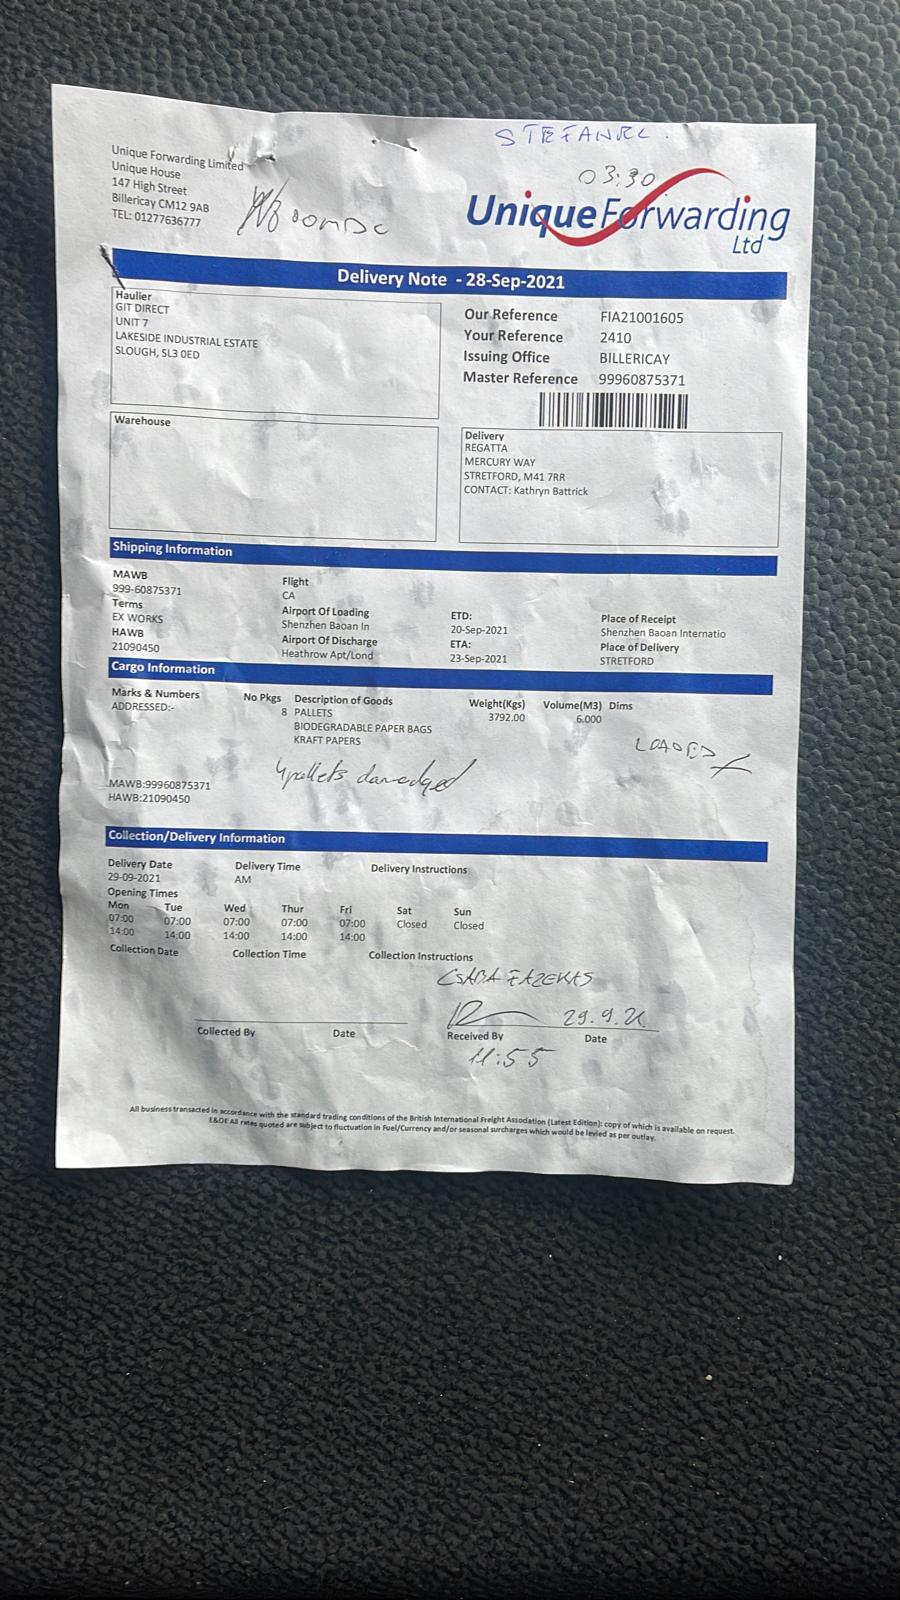 STEFANEL.
03:30
Unique Forwarding Limited
Unique House
147 High Street
Billericay CM12 9AB
TEL: 01277636777
UniqueForwarding
Ltd
Delivery Note - 28-Sep-2021
Haulier
GIT DIRECT
UNIT 7
LAKESIDE INDUSTRIAL ESTATE
SLOUGH, SL3 0ED
Our Reference FIA21001605
Your Reference 2410
Issuing Office BILLERICAY
Master Reference 99960875371
Warehouse
Delivery
REGATTA
MERCURY WAY
STRETFORD, M41 7RR
CONTACT: Kathryn Battrick
Shipping Information
MAWB
999-60875371
Terms
EX WORKS
HAWB
21090450
Flight
CA
Airport Of Loading
Shenzhen Baoan In
Airport Of Discharge
Heathrow Apt/Lond
ETD:
20-Sep-2021
ETA:
23-Sep-2021
Place of Receipt
Shenzhen Baoan Internatio
Place of Delivery
STRETFORD
Cargo Information
Marks & Numbers No Pkgs Description of Goods Weight(Kgs) Volume(M3) Dims
ADDRESSED:- 8 PALLETS 3792.00 6.000
BIODEGRADABLE PAPER BAGS
KRAFT PAPERS
LOADED
4pallets damadged
MAWB:99960875371
HAWB:21090450
Collection/Delivery Information
Delivery Date Delivery Time Delivery Instructions
29-09-2021 AM
Opening Times
Mon Tue Wed Thur Fri Sat Sun
07:00 07:00 07:00 07:00 07:00 Closed Closed
14:00 14:00 14:00 14:00 14:00
Collection Date Collection Time Collection Instructions
CSABA FAZEKAS
29.9.21
Collected By Date Received By Date
11:55
All business transacted in accordance with the standard trading conditions of the British International Freight Association (Latest Edition): copy of which is available on request.
E&OE All rates quoted are subject to fluctuation in Fuel/Currency and/or seasonal surcharges which would be levied as per outlay.